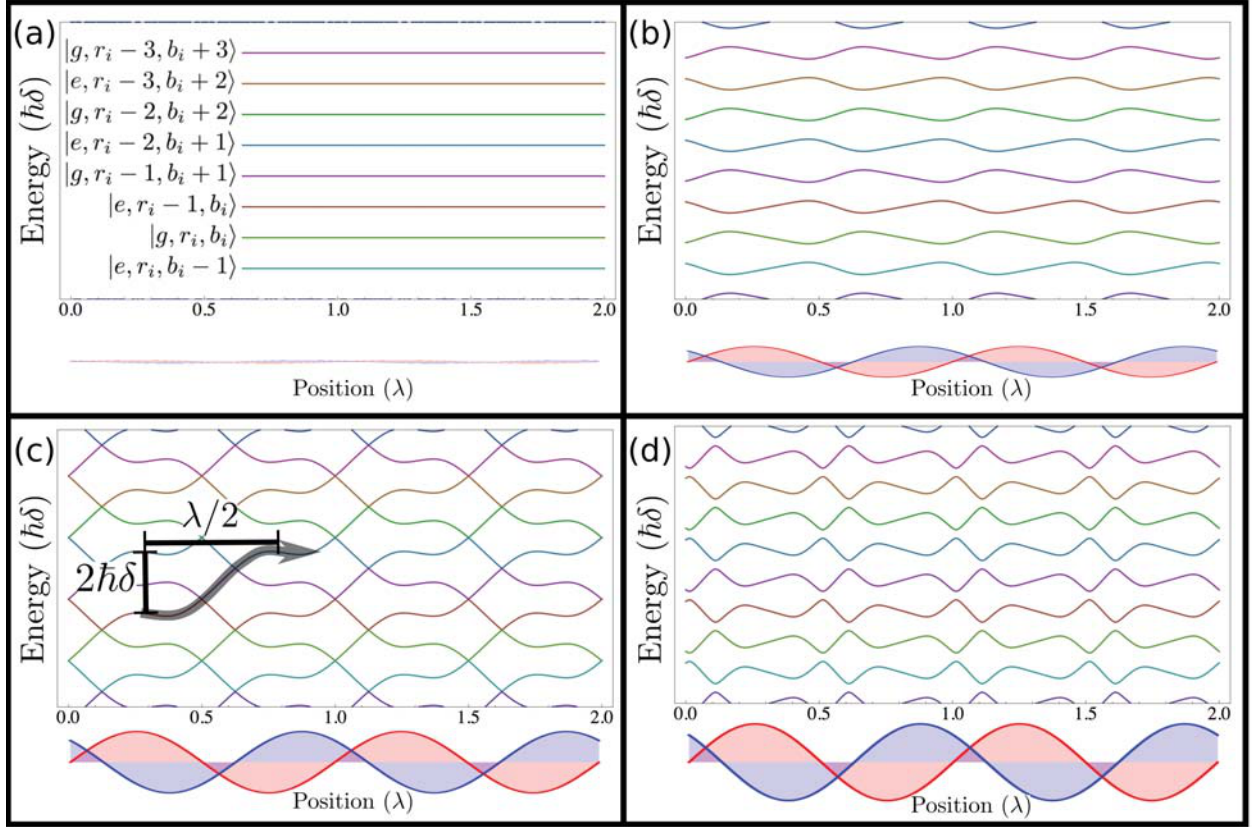 (a)
Energy (ħδ)
|g, r_i − 3, b_i + 3⟩
|e, r_i − 3, b_i + 2⟩
|g, r_i − 2, b_i + 2⟩
|e, r_i − 2, b_i + 1⟩
|g, r_i − 1, b_i + 1⟩
|e, r_i − 1, b_i⟩
|g, r_i, b_i⟩
|e, r_i, b_i − 1⟩
0.0 0.5 1.0 1.5 2.0
Position (λ)
(b)
Energy (ħδ)
0.0 0.5 1.0 1.5 2.0
Position (λ)
(c)
Energy (ħδ)
λ/2
2ħδ
0.0 0.5 1.0 1.5 2.0
Position (λ)
(d)
Energy (ħδ)
0.0 0.5 1.0 1.5 2.0
Position (λ)